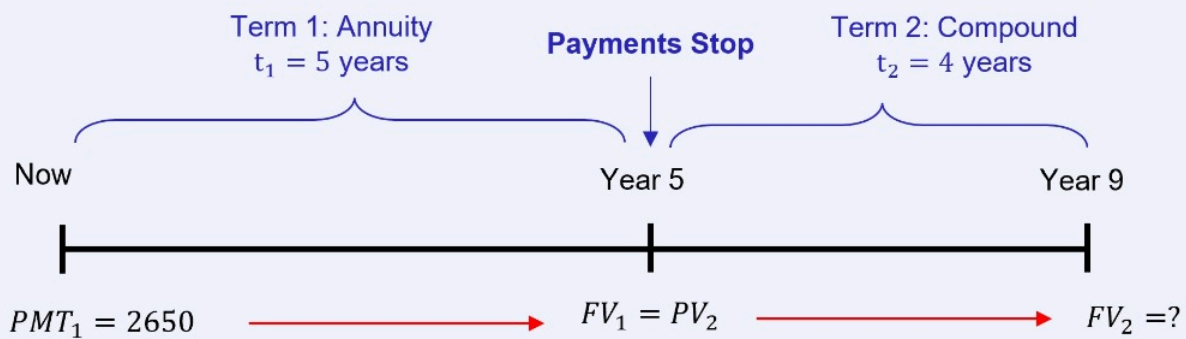 Term 1: Annuity
t₁ = 5 years
Payments Stop
Term 2: Compound
t₂ = 4 years
Now
Year 5
Year 9
PMT₁ = 2650
FV₁ = PV₂
FV₂ =?